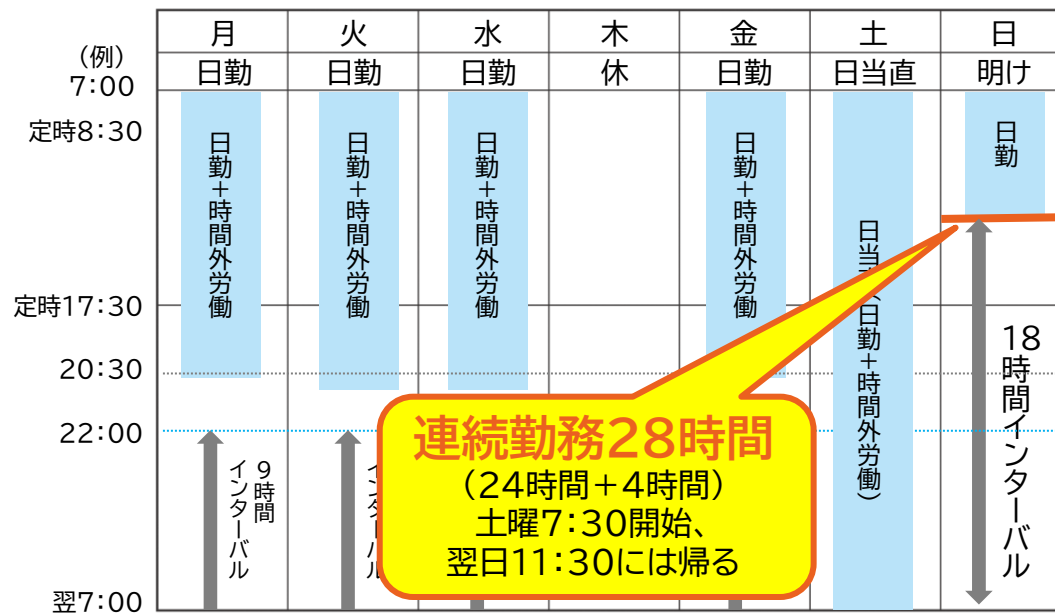 月 火 水 木 金 土 日
(例) 日勤 日勤 日勤 休 日勤 日当直 明け
7:00
定時8:30
定時17:30
20:30
22:00
翌7:00
日勤+時間外労働
9時間
インターバル
日勤+時間外労働
日勤+時間外労働
日勤+時間外労働
日当
(日勤+時間外労働)
日勤
18時間インターバル
連続勤務28時間
(24時間+4時間)
土曜7:30開始、
翌日11:30には帰る